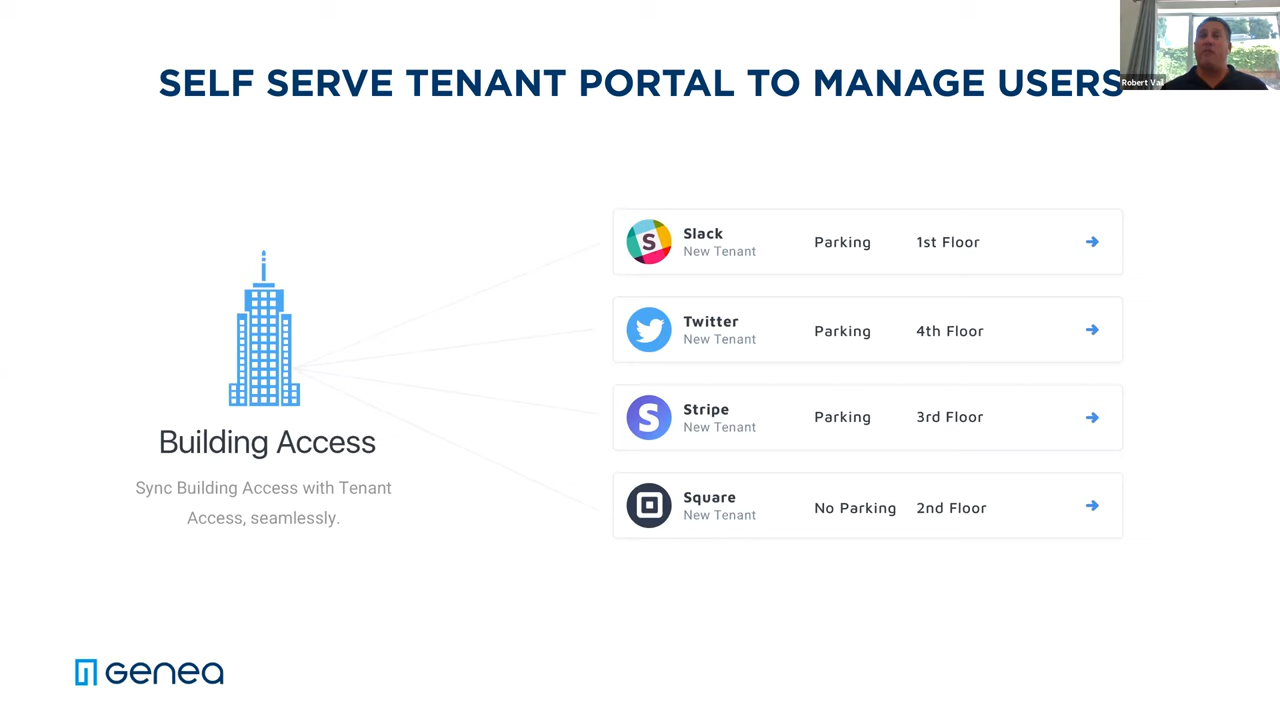 SELF SERVE TENANT PORTAL TO MANAGE USERS
Robert Vai
Slack
New Tenant
Parking
1st Floor
Twitter
New Tenant
Parking
4th Floor
Stripe
New Tenant
Parking
3rd Floor
Square
New Tenant
No Parking
2nd Floor
Building Access
Sync Building Access with Tenant
Access, seamlessly.
Genea